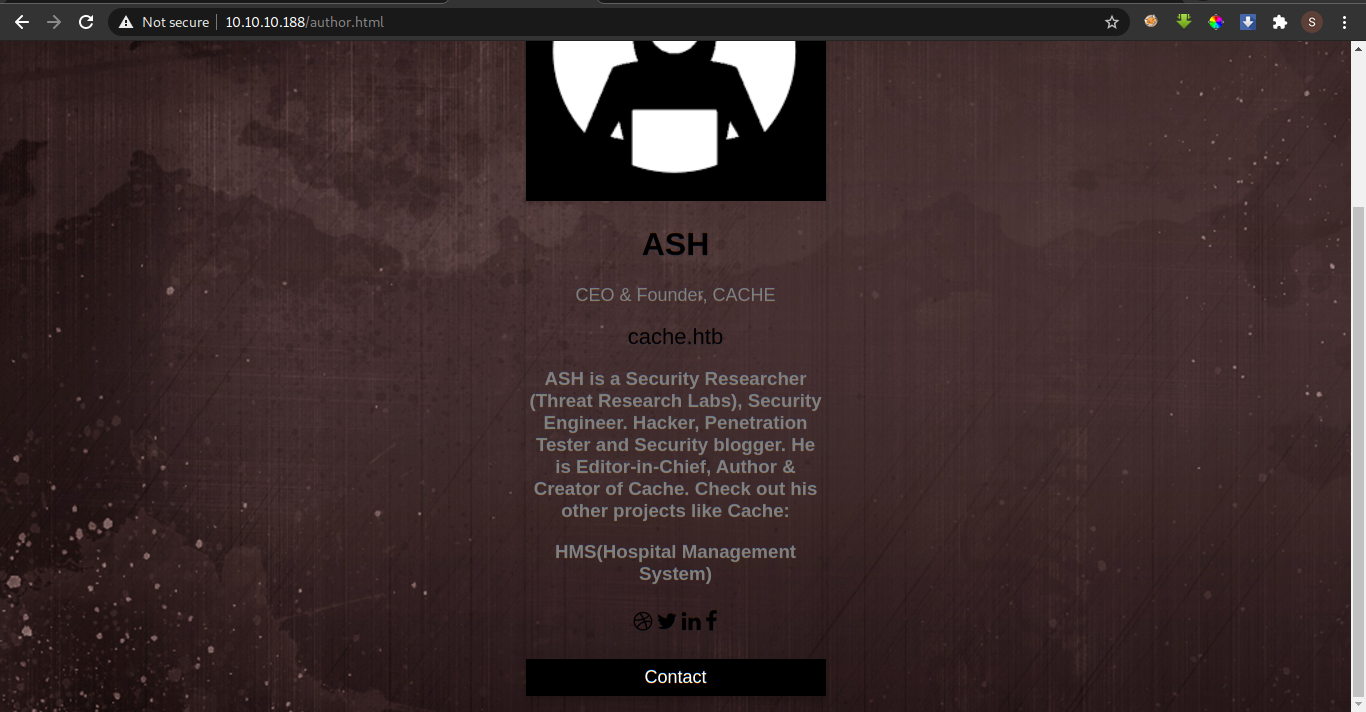 Not secure
10.10.10.188/author.html
S
ASH
CEO & Founder, CACHE
cache.htb
ASH is a Security Researcher
(Threat Research Labs), Security
Engineer. Hacker, Penetration
Tester and Security blogger. He
is Editor-in-Chief, Author &
Creator of Cache. Check out his
other projects like Cache:
HMS(Hospital Management
System)
Contact